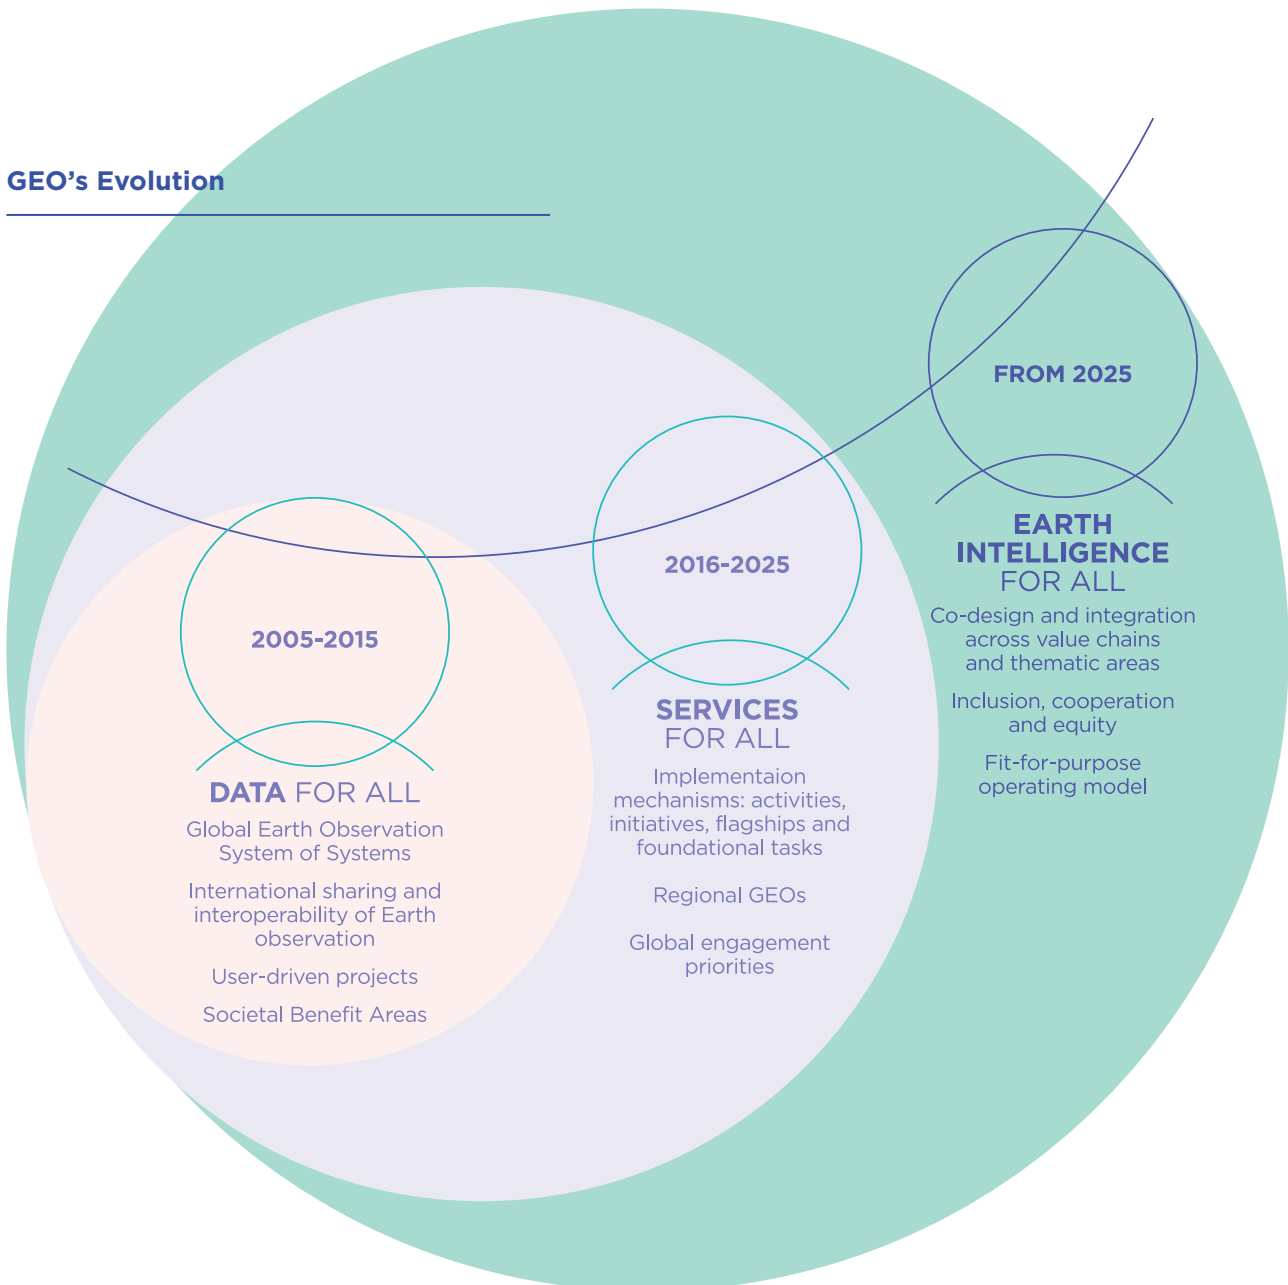 GEO's Evolution
2005-2015
DATA FOR ALL
Global Earth Observation
System of Systems
International sharing and
interoperability of Earth
observation
User-driven projects
Societal Benefit Areas
2016-2025
SERVICES
FOR ALL
Implementaion
mechanisms: activities,
initiatives, flagships and
foundational tasks
Regional GEOs
Global engagement
priorities
FROM 2025
EARTH
INTELLIGENCE
FOR ALL
Co-design and integration
across value chains
and thematic areas
Inclusion, cooperation
and equity
Fit-for-purpose
operating model